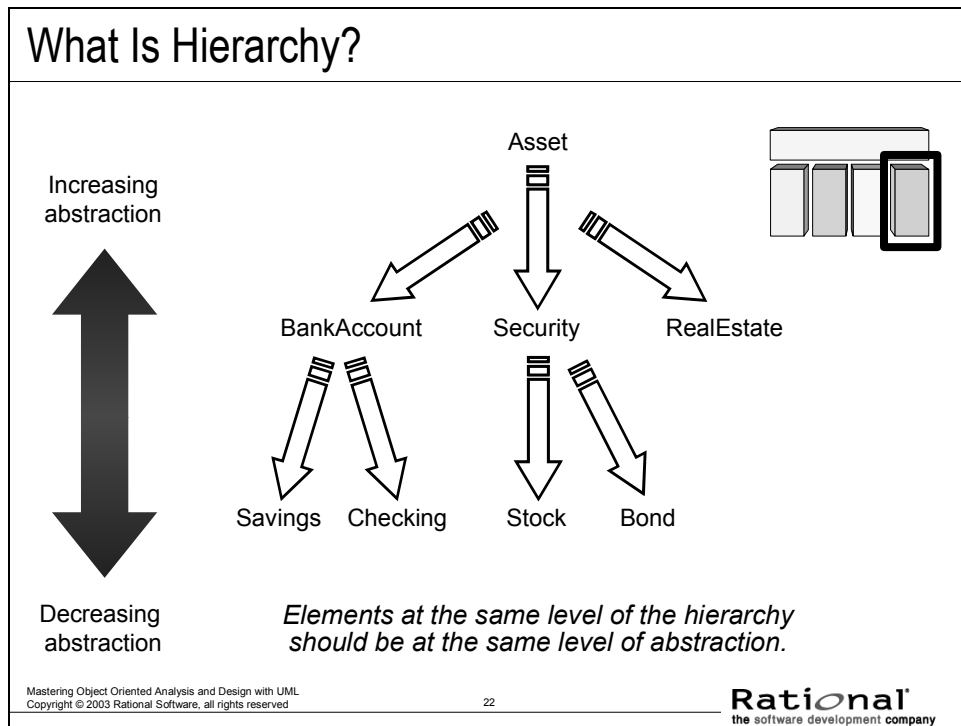 What Is Hierarchy?
Asset
Increasing
abstraction
BankAccount
Security
RealEstate
Savings
Checking
Stock
Bond
Decreasing
abstraction
Elements at the same level of the hierarchy
should be at the same level of abstraction.
Mastering Object Oriented Analysis and Design with UML
Copyright © 2003 Rational Software, all rights reserved
22
Rational
the software development company